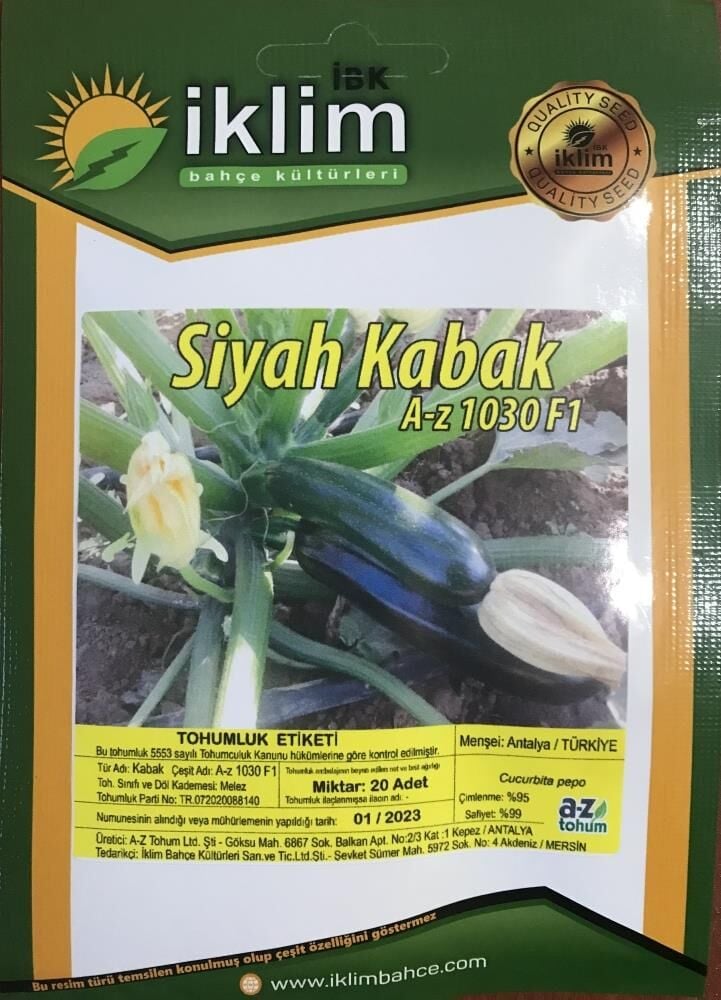 İBK
iklim
bahçe kültürleri
QUALITY SEED
İBK
iklim
bahçe kültürleri
QUALITY SEED
Siyah Kabak
A-z 1030 F1
TOHUMLUK ETİKETİ
Bu tohumluk 5553 sayılı Tohumculuk Kanunu hükümlerine göre kontrol edilmiştir.
Menşei: Antalya / TÜRKİYE
Tür Adı: Kabak Çeşit Adı: A-z 1030 F1
Toh. Sınıfı ve Döl Kademesi: Melez
Tohumluk Parti No: TR.072020088140
Tohumluk ambalajının beyan edilen net ve brüt ağırlığı
Miktar: 20 Adet
Tohumluk ilaçlanmışsa ilacın adı: -
Cucurbita pepo
Çimlenme: %95
Safiyet: %99
a-z
tohum
Numunesinin alındığı veya mühürlemenin yapıldığı tarih: 01 / 2023
Üretici: A-Z Tohum Ltd. Şti - Göksu Mah. 6867 Sok. Balkan Apt. No:2/3 Kat :1 Kepez / ANTALYA
Tedarikçi: İklim Bahçe Kültürleri San.ve Tic.Ltd.Şti.- Şevket Sümer Mah. 5972 Sok. No: 4 Akdeniz / MERSİN
Bu resim türü temsilen konulmuş olup çeşit özelliğini göstermez
www.iklimbahce.com